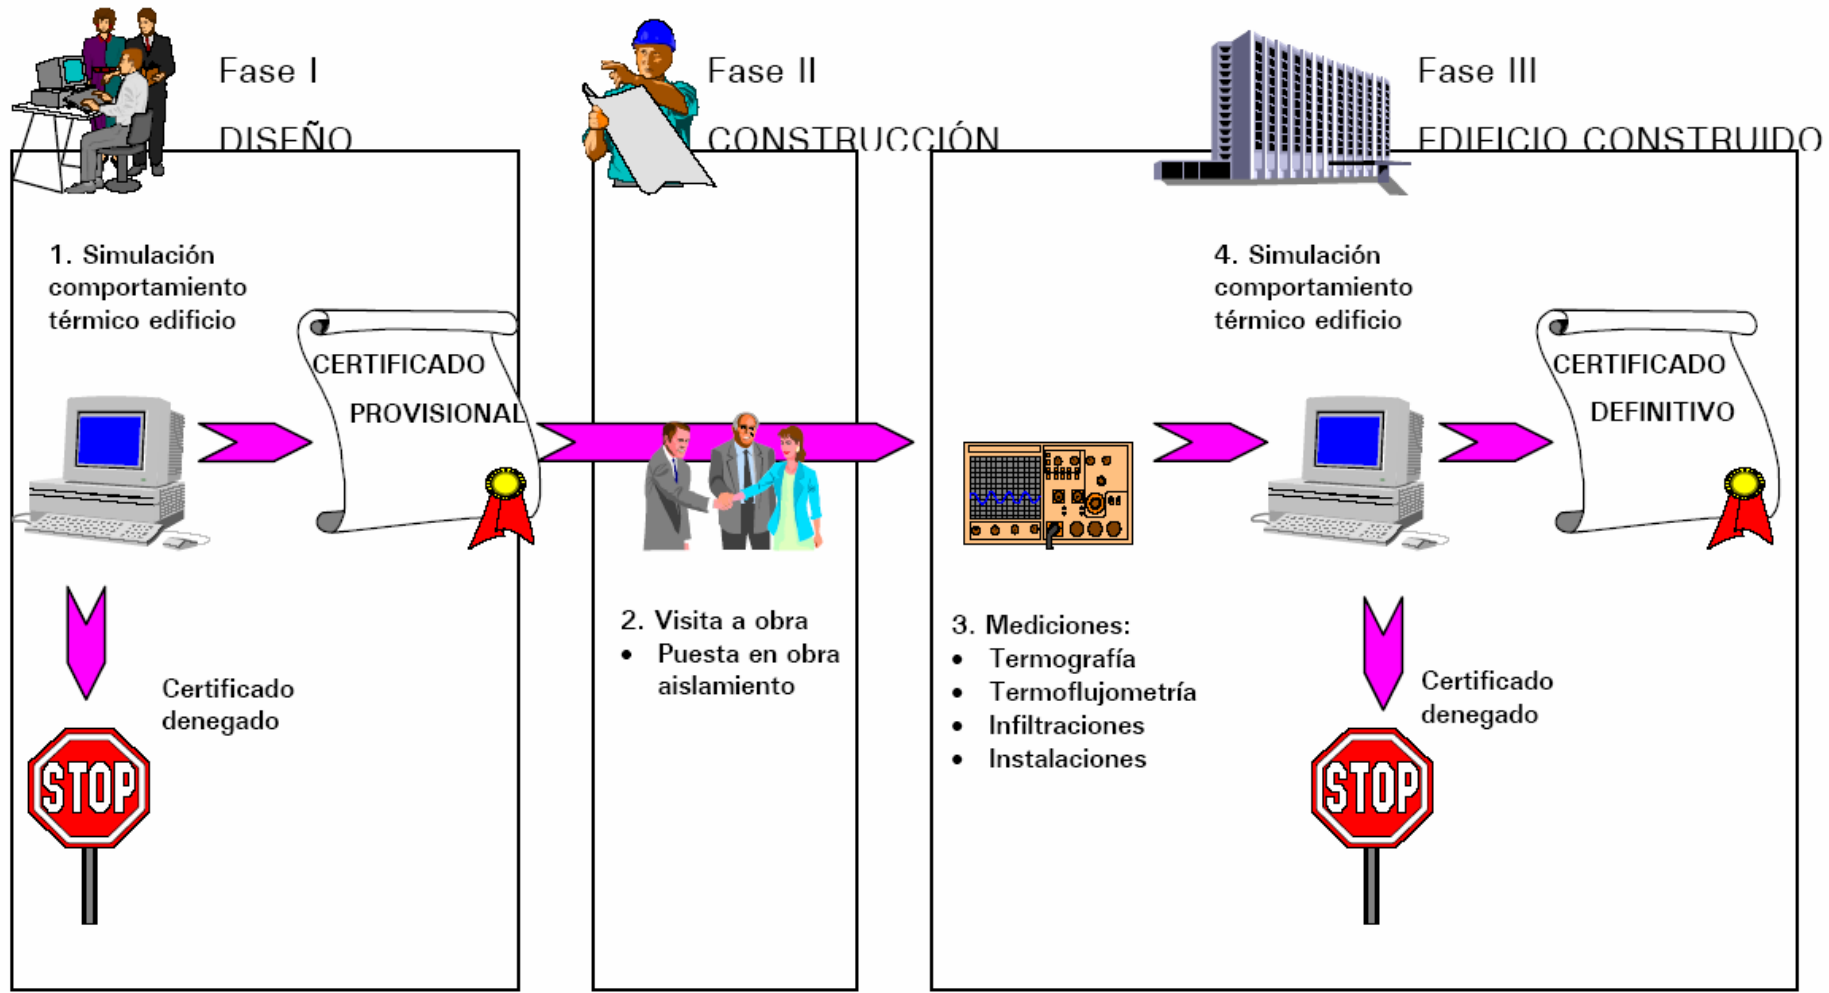 Fase I
DISEÑO
1. Simulación
comportamiento
térmico edificio
CERTIFICADO
PROVISIONAL
Certificado
denegado
STOP
Fase II
CONSTRUCCIÓN
2. Visita a obra
• Puesta en obra
aislamiento
Fase III
EDIFICIO CONSTRUIDO
3. Mediciones:
• Termografía
• Termoflujometría
• Infiltraciones
• Instalaciones
4. Simulación
comportamiento
térmico edificio
CERTIFICADO
DEFINITIVO
Certificado
denegado
STOP